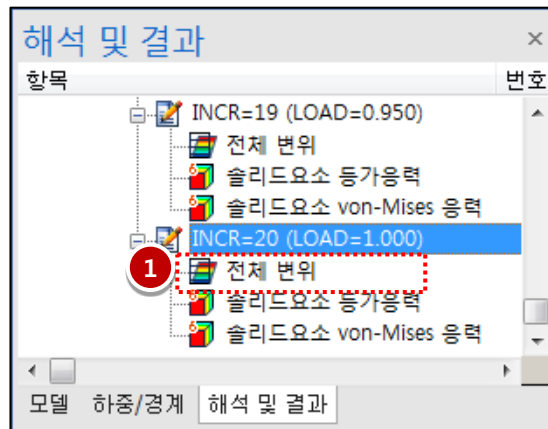 해석 및 결과
항목 번호
INCR=19 (LOAD=0.950)
전체 변위
솔리드요소 등가응력
솔리드요소 von-Mises 응력
INCR=20 (LOAD=1.000)
1 전체 변위
솔리드요소 등가응력
솔리드요소 von-Mises 응력
모델 하중/경계 해석 및 결과